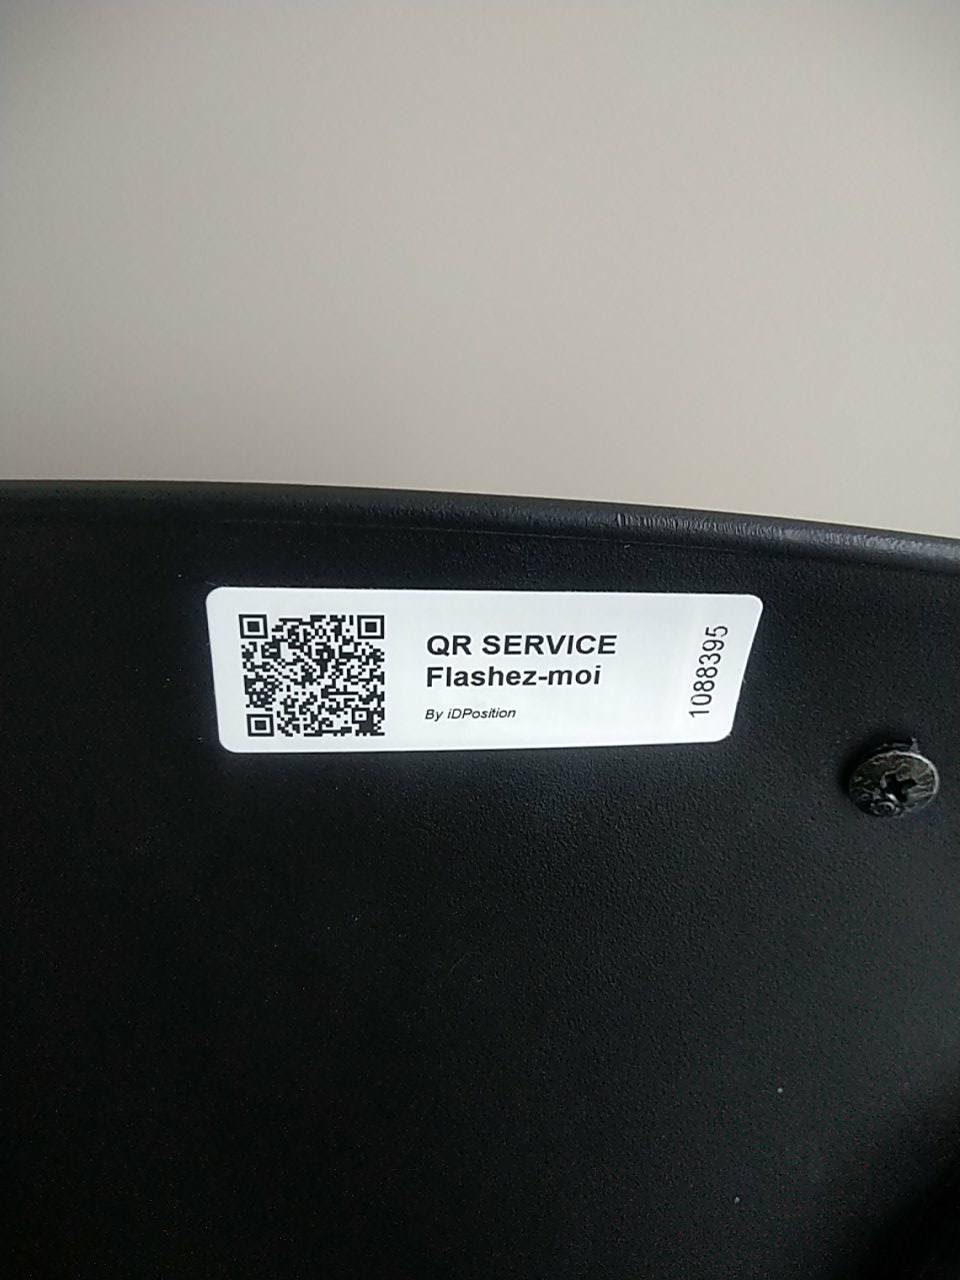 QR SERVICE
Flashez-moi
By iDPosition
1088395